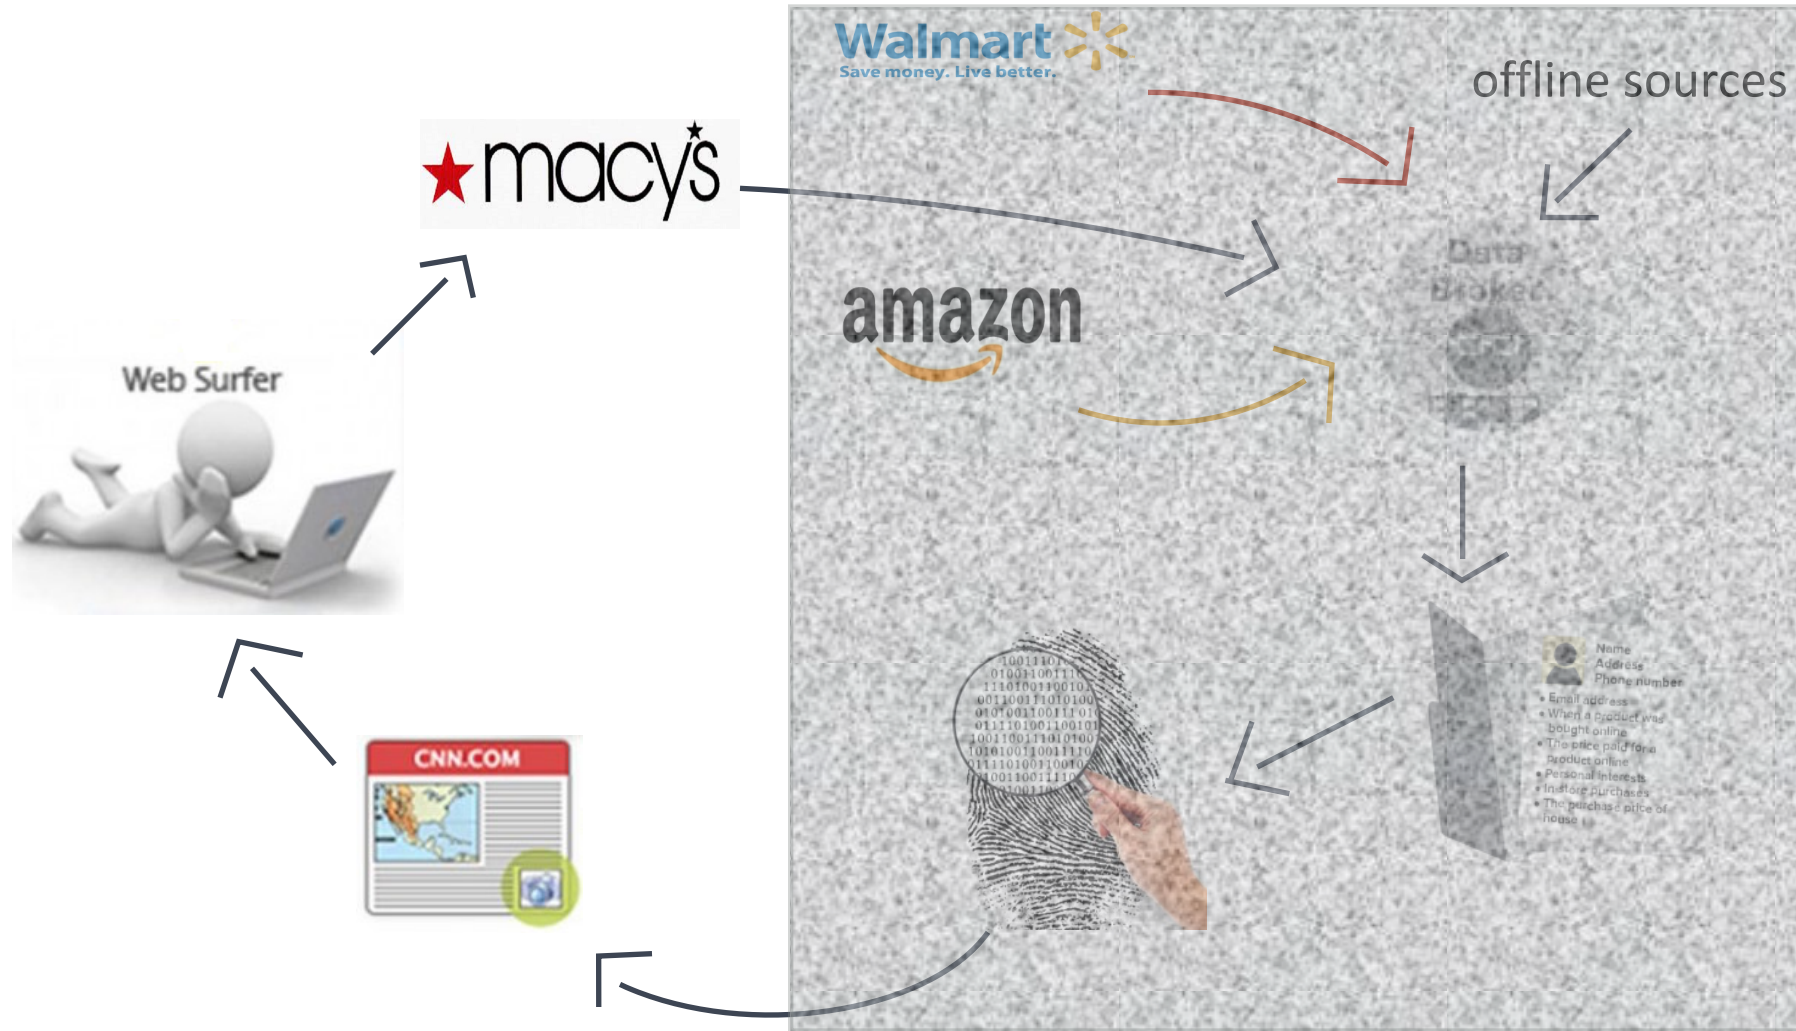 Walmart
Save money. Live better.
offline sources
macy's
Data
Broker
amazon
Web Surfer
Name
Address
Phone number
• Email address
• When a product was
bought online
• The price paid for a
product online
• Personal Interests
• In-store purchases
• The purchase price of
house
CNN.COM